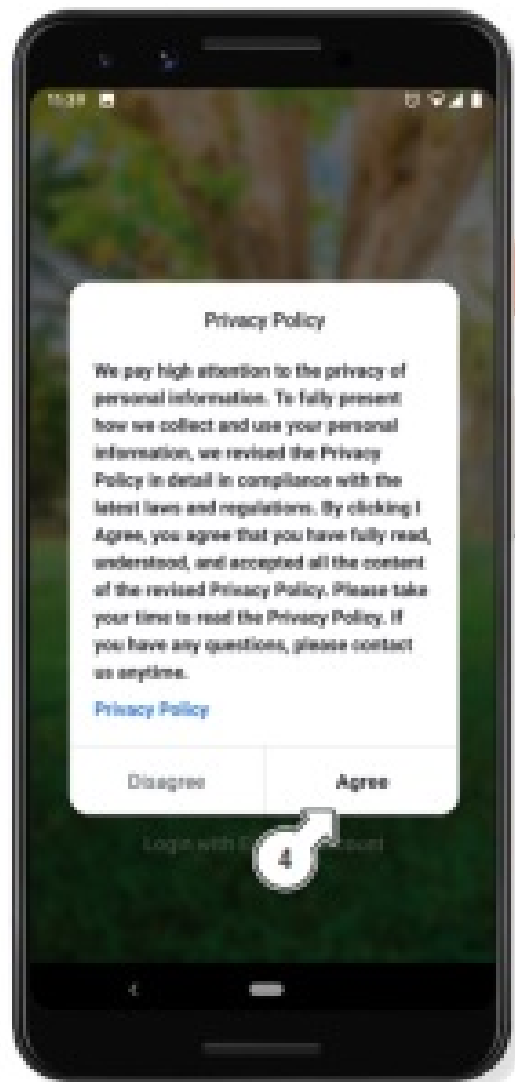 Privacy Policy
We pay high attention to the privacy of
personal information. To fully present
how we collect and use your personal
information, we revised the Privacy
Policy in detail in compliance with the
latest laws and regulations. By clicking I
Agree, you agree that you have fully read,
understood, and accepted all the content
of the revised Privacy Policy. Please take
your time to read the Privacy Policy. If
you have any questions, please contact
us anytime.
Privacy Policy
Disagree Agree
Login with
4